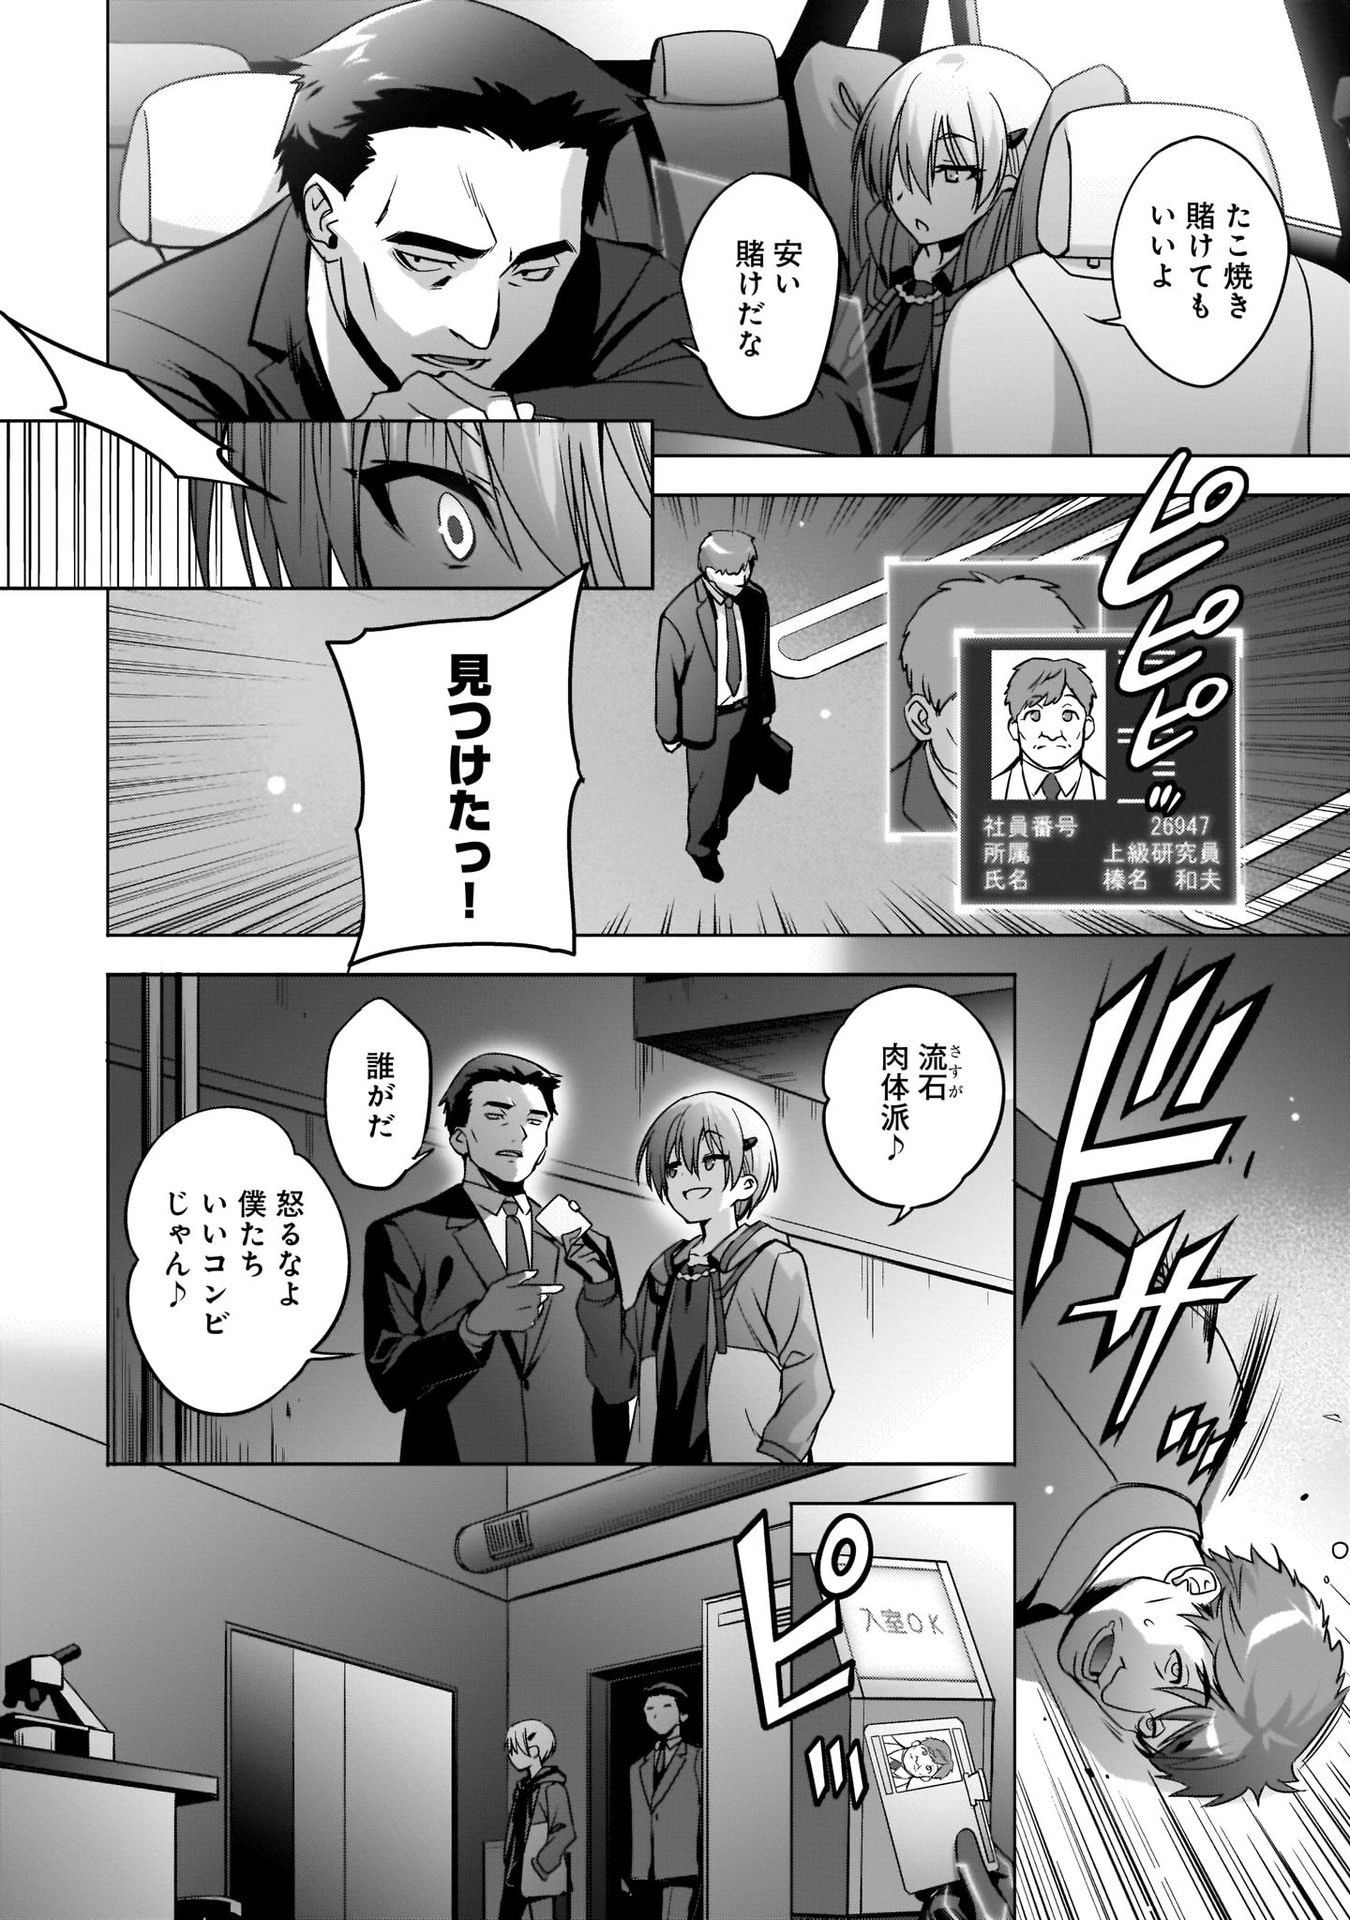 たこ焼き
賭けても
いいよ
安い
賭けだな
ピピピピッ
社員番号 26947
所属 上級研究員
氏名 榛名 和夫
見つけたっ！
ドサッ
流石
さすが
肉体派♪
誰がだ
怒るなよ
僕たち
いいコンビ
じゃん♪
ピッ
入室OK